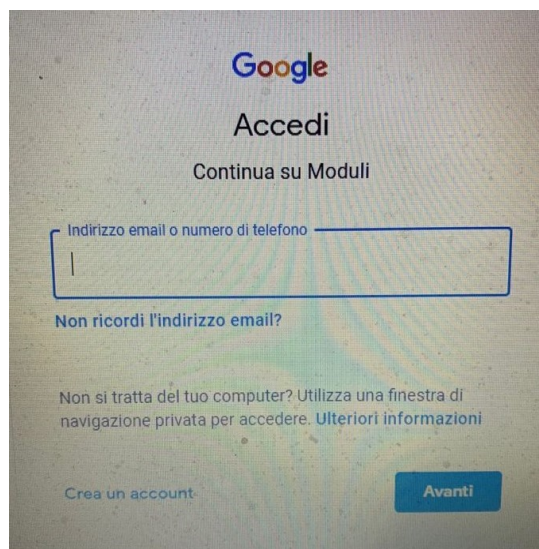 Google
Accedi
Continua su Moduli
Indirizzo email o numero di telefono
Non ricordi l'indirizzo email?
Non si tratta del tuo computer? Utilizza una finestra di
navigazione privata per accedere. Ulteriori informazioni
Crea un account
Avanti